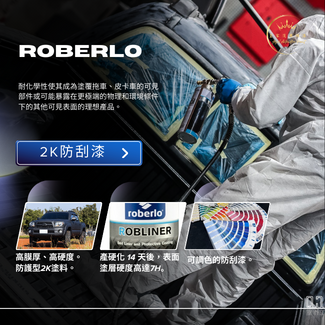 ROBERLO
耐化學性使其成為塗覆拖車、皮卡車的可見
部件或可能暴露在更極端的物理和環境條件
下的其他可見表面的理想產品。
2K防刮漆
roberlo
ROBLINER
高膜厚、高硬度。
防護型2K塗料。
產硬化 14 天後，表面
塗層硬度高達7H。
可調色的防刮漆。